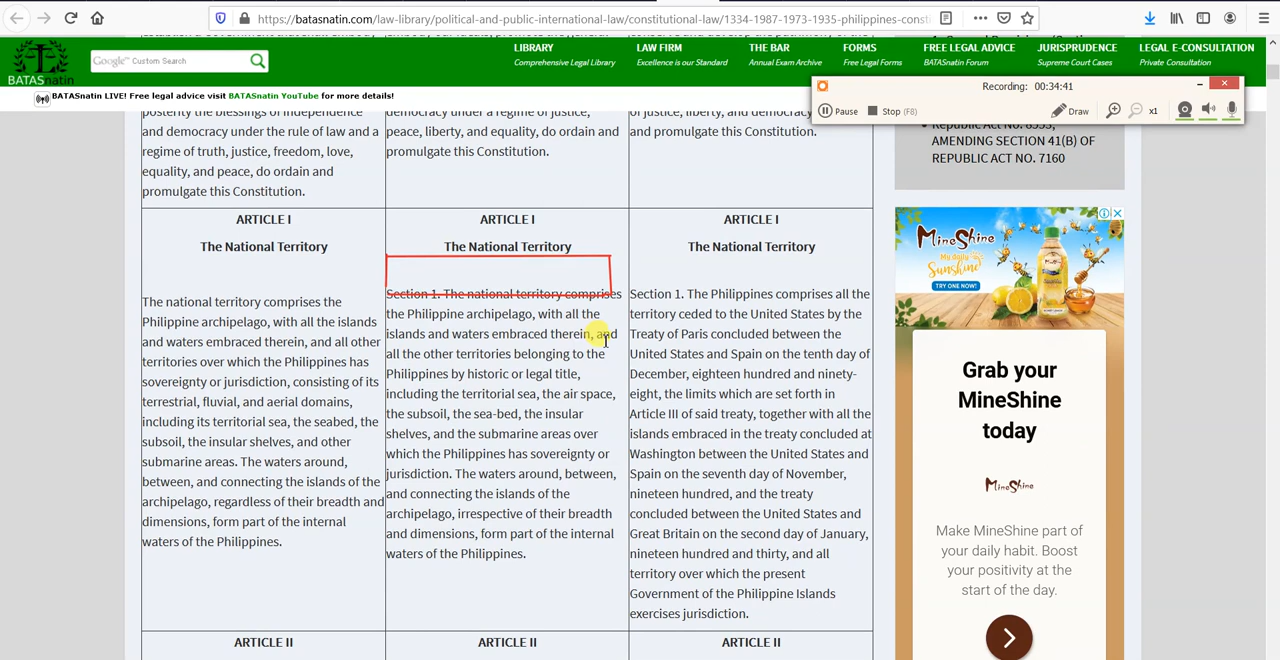 https://batasnatin.com/law-library/political-and-public-international-law/constitutional-law/1334-1987-1973-1935-philippines-const
BATASnatin
Google Custom Search
LIBRARY
Comprehensive Legal Library
LAW FIRM
Excellence is our Standard
THE BAR
Annual Exam Archive
FORMS
Free Legal Forms
FREE LEGAL ADVICE
BATASnatin Forum
JURISPRUDENCE
Supreme Court Cases
LEGAL E-CONSULTATION
Private Consultation
BATASnatin LIVE! Free legal advice visit BATASnatin YouTube for more details!
Recording: 00:34:41
Pause
Stop (F8)
Draw
x1
posterity the blessings of independence
and democracy under the rule of law and a
regime of truth, justice, freedom, love,
equality, and peace, do ordain and
promulgate this Constitution.
democracy under a regime of justice,
peace, liberty, and equality, do ordain and
promulgate this Constitution.
of justice, liberty, and democracy, do ordain
and promulgate this Constitution.
Republic Act No. 8553,
AMENDING SECTION 41(B) OF
REPUBLIC ACT NO. 7160
ARTICLE I
The National Territory
The national territory comprises the
Philippine archipelago, with all the islands
and waters embraced therein, and all other
territories over which the Philippines has
sovereignty or jurisdiction, consisting of its
terrestrial, fluvial, and aerial domains,
including its territorial sea, the seabed, the
subsoil, the insular shelves, and other
submarine areas. The waters around,
between, and connecting the islands of the
archipelago, regardless of their breadth and
dimensions, form part of the internal
waters of the Philippines.
ARTICLE I
The National Territory
Section 1. The national territory comprises
the Philippine archipelago, with all the
islands and waters embraced therein, and
all the other territories belonging to the
Philippines by historic or legal title,
including the territorial sea, the air space,
the subsoil, the sea-bed, the insular
shelves, and the submarine areas over
which the Philippines has sovereignty or
jurisdiction. The waters around, between,
and connecting the islands of the
archipelago, irrespective of their breadth
and dimensions, form part of the internal
waters of the Philippines.
ARTICLE I
The National Territory
Section 1. The Philippines comprises all the
territory ceded to the United States by the
Treaty of Paris concluded between the
United States and Spain on the tenth day of
December, eighteen hundred and ninety-
eight, the limits which are set forth in
Article III of said treaty, together with all the
islands embraced in the treaty concluded at
Washington between the United States and
Spain on the seventh day of November,
nineteen hundred, and the treaty
concluded between the United States and
Great Britain on the second day of January,
nineteen hundred and thirty, and all
territory over which the present
Government of the Philippine Islands
exercises jurisdiction.
ARTICLE II
ARTICLE II
ARTICLE II
MineShine
My daily
Sunshine
TRY ONE NOW!
Grab your
MineShine
today
MineShine
Make MineShine part of
your daily habit. Boost
your positivity at the
start of the day.